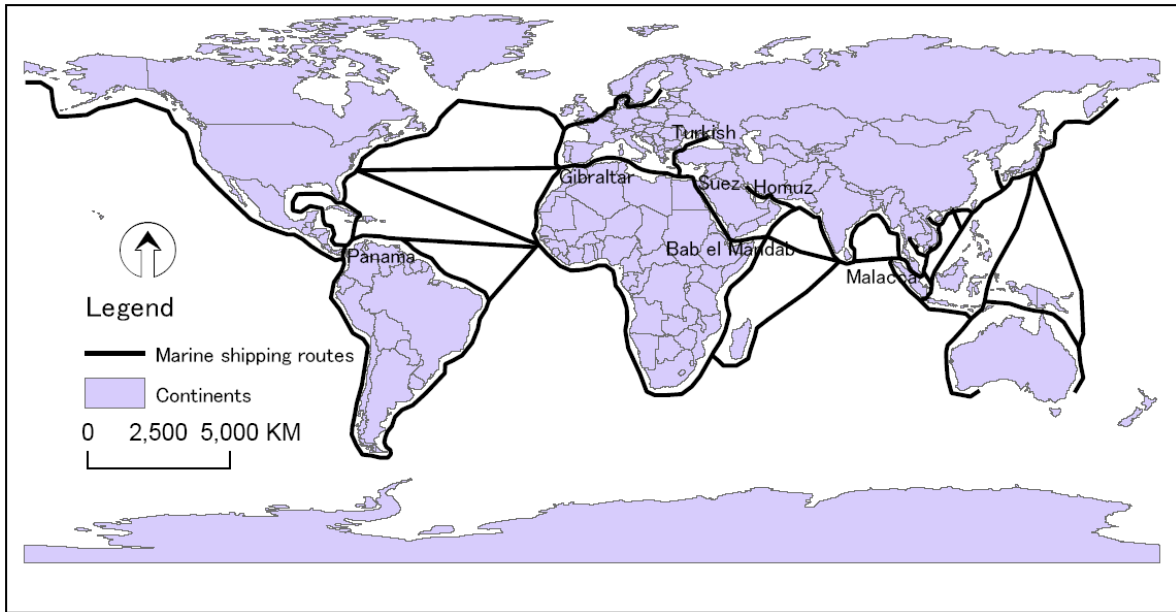 Turkish
Gibraltar
Suez
Homuz
Bab el Mandab
Panama
Malacca
Legend
Marine shipping routes
Continents
0 2,500 5,000 KM